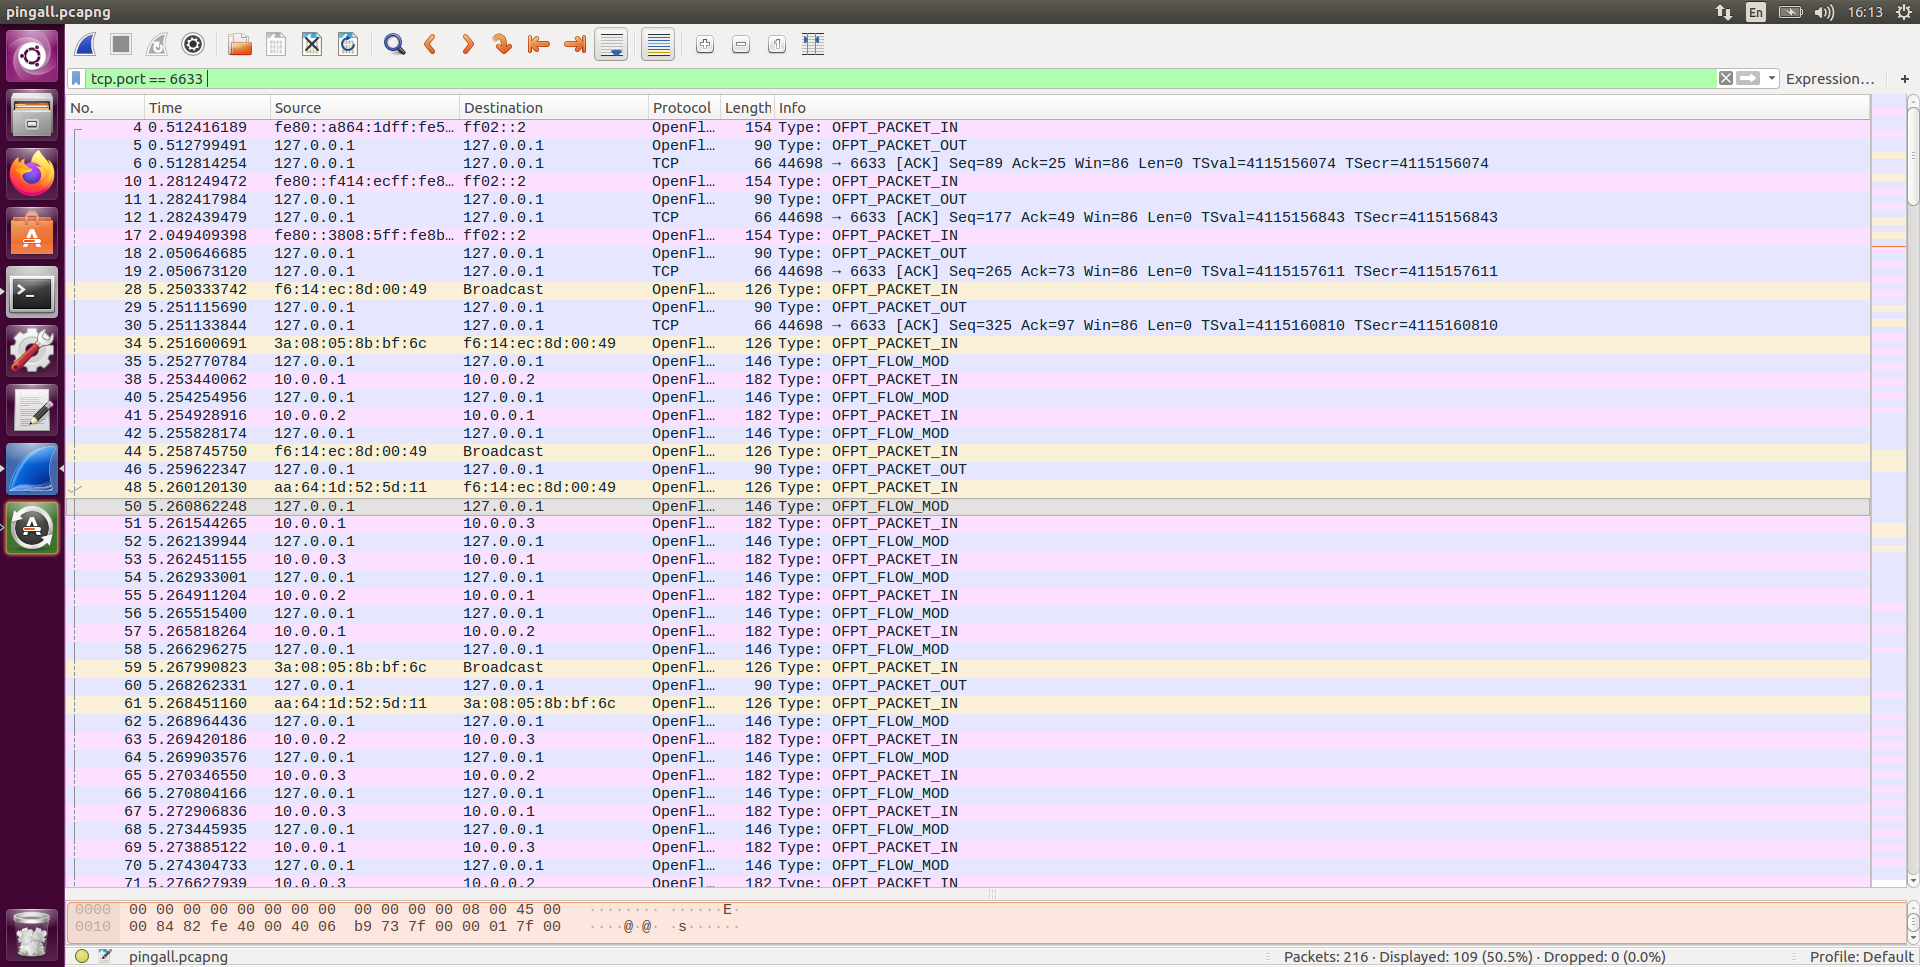 pingall.pcapng
En
16:13
tcp.port == 6633
Expression…
+
No. Time Source Destination Protocol Length Info
4 0.512416189 fe80::a864:1dff:fe5… ff02::2 OpenFl… 154 Type: OFPT_PACKET_IN
5 0.512799491 127.0.0.1 127.0.0.1 OpenFl… 90 Type: OFPT_PACKET_OUT
6 0.512814254 127.0.0.1 127.0.0.1 TCP 66 44698 → 6633 [ACK] Seq=89 Ack=25 Win=86 Len=0 TSval=4115156074 TSecr=4115156074
10 1.281249472 fe80::f414:ecff:fe8… ff02::2 OpenFl… 154 Type: OFPT_PACKET_IN
11 1.282417984 127.0.0.1 127.0.0.1 OpenFl… 90 Type: OFPT_PACKET_OUT
12 1.282439479 127.0.0.1 127.0.0.1 TCP 66 44698 → 6633 [ACK] Seq=177 Ack=49 Win=86 Len=0 TSval=4115156843 TSecr=4115156843
17 2.049409398 fe80::3808:5ff:fe8b… ff02::2 OpenFl… 154 Type: OFPT_PACKET_IN
18 2.050646685 127.0.0.1 127.0.0.1 OpenFl… 90 Type: OFPT_PACKET_OUT
19 2.050673120 127.0.0.1 127.0.0.1 TCP 66 44698 → 6633 [ACK] Seq=265 Ack=73 Win=86 Len=0 TSval=4115157611 TSecr=4115157611
28 5.250333742 f6:14:ec:8d:00:49 Broadcast OpenFl… 126 Type: OFPT_PACKET_IN
29 5.251115690 127.0.0.1 127.0.0.1 OpenFl… 90 Type: OFPT_PACKET_OUT
30 5.251133844 127.0.0.1 127.0.0.1 TCP 66 44698 → 6633 [ACK] Seq=325 Ack=97 Win=86 Len=0 TSval=4115160810 TSecr=4115160810
34 5.251600691 3a:08:05:8b:bf:6c f6:14:ec:8d:00:49 OpenFl… 126 Type: OFPT_PACKET_IN
35 5.252770784 127.0.0.1 127.0.0.1 OpenFl… 146 Type: OFPT_FLOW_MOD
38 5.253440062 10.0.0.1 10.0.0.2 OpenFl… 182 Type: OFPT_PACKET_IN
40 5.254254956 127.0.0.1 127.0.0.1 OpenFl… 146 Type: OFPT_FLOW_MOD
41 5.254928916 10.0.0.2 10.0.0.1 OpenFl… 182 Type: OFPT_PACKET_IN
42 5.255828174 127.0.0.1 127.0.0.1 OpenFl… 146 Type: OFPT_FLOW_MOD
44 5.258745750 f6:14:ec:8d:00:49 Broadcast OpenFl… 126 Type: OFPT_PACKET_IN
46 5.259622347 127.0.0.1 127.0.0.1 OpenFl… 90 Type: OFPT_PACKET_OUT
48 5.260120130 aa:64:1d:52:5d:11 f6:14:ec:8d:00:49 OpenFl… 126 Type: OFPT_PACKET_IN
50 5.260862248 127.0.0.1 127.0.0.1 OpenFl… 146 Type: OFPT_FLOW_MOD
51 5.261544265 10.0.0.1 10.0.0.3 OpenFl… 182 Type: OFPT_PACKET_IN
52 5.262139944 127.0.0.1 127.0.0.1 OpenFl… 146 Type: OFPT_FLOW_MOD
53 5.262451155 10.0.0.3 10.0.0.1 OpenFl… 182 Type: OFPT_PACKET_IN
54 5.262933001 127.0.0.1 127.0.0.1 OpenFl… 146 Type: OFPT_FLOW_MOD
55 5.264911204 10.0.0.2 10.0.0.1 OpenFl… 182 Type: OFPT_PACKET_IN
56 5.265515400 127.0.0.1 127.0.0.1 OpenFl… 146 Type: OFPT_FLOW_MOD
57 5.265818264 10.0.0.1 10.0.0.2 OpenFl… 182 Type: OFPT_PACKET_IN
58 5.266296275 127.0.0.1 127.0.0.1 OpenFl… 146 Type: OFPT_FLOW_MOD
59 5.267990823 3a:08:05:8b:bf:6c Broadcast OpenFl… 126 Type: OFPT_PACKET_IN
60 5.268262331 127.0.0.1 127.0.0.1 OpenFl… 90 Type: OFPT_PACKET_OUT
61 5.268451160 aa:64:1d:52:5d:11 3a:08:05:8b:bf:6c OpenFl… 126 Type: OFPT_PACKET_IN
62 5.268964436 127.0.0.1 127.0.0.1 OpenFl… 146 Type: OFPT_FLOW_MOD
63 5.269420186 10.0.0.2 10.0.0.3 OpenFl… 182 Type: OFPT_PACKET_IN
64 5.269903576 127.0.0.1 127.0.0.1 OpenFl… 146 Type: OFPT_FLOW_MOD
65 5.270346550 10.0.0.3 10.0.0.2 OpenFl… 182 Type: OFPT_PACKET_IN
66 5.270804166 127.0.0.1 127.0.0.1 OpenFl… 146 Type: OFPT_FLOW_MOD
67 5.272906836 10.0.0.3 10.0.0.1 OpenFl… 182 Type: OFPT_PACKET_IN
68 5.273445935 127.0.0.1 127.0.0.1 OpenFl… 146 Type: OFPT_FLOW_MOD
69 5.273885122 10.0.0.1 10.0.0.3 OpenFl… 182 Type: OFPT_PACKET_IN
70 5.274304733 127.0.0.1 127.0.0.1 OpenFl… 146 Type: OFPT_FLOW_MOD
71 5.276627939 10.0.0.3 10.0.0.2 OpenFl… 182 Type: OFPT_PACKET_IN
0000 00 00 00 00 00 00 00 00 00 00 00 00 08 00 45 00 ········ ······E·
0010 00 84 82 fe 40 00 40 06 b9 73 7f 00 00 01 7f 00 ····@·@· ·s······
pingall.pcapng
Packets: 216 · Displayed: 109 (50.5%) · Dropped: 0 (0.0%)
Profile: Default